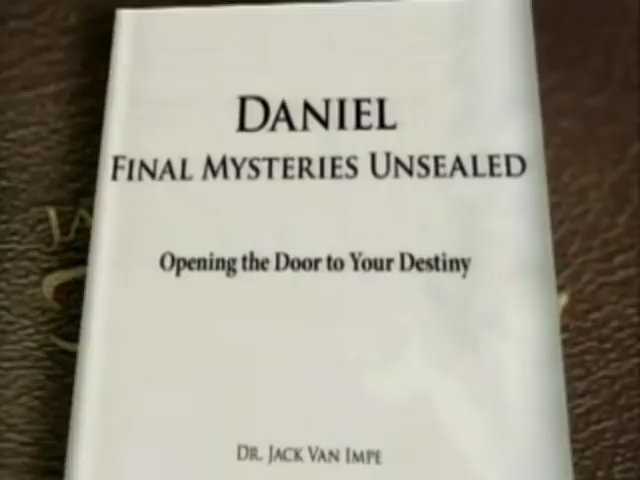 DANIEL
FINAL MYSTERIES UNSEALED
Opening the Door to Your Destiny
DR. JACK VAN IMPE